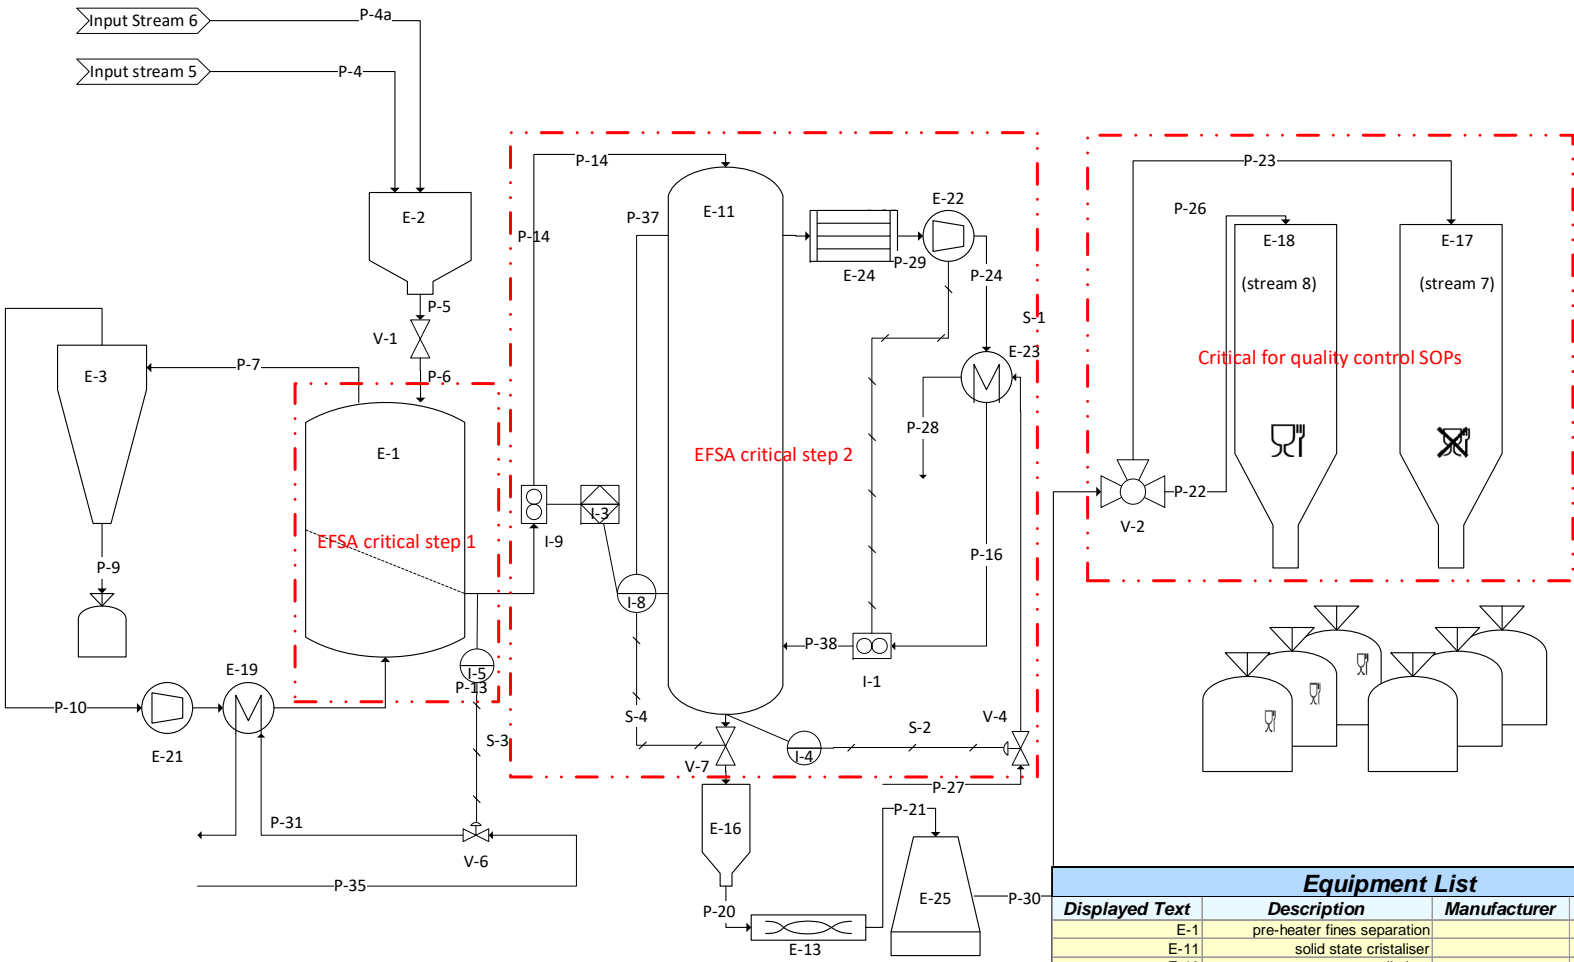 Input Stream 6
P-4a
Input stream 5
P-4
P-14
P-23
P-26
E-2
E-11
P-37
E-22
P-14
P-29
E-24
P-24
E-18
E-17
(stream 8)
(stream 7)
P-5
V-1
S-1
E-23
P-7
P-6
E-3
Critical for quality control SOPs
P-28
E-1
EFSA critical step 2
P-22
V-2
I-3
I-9
EFSA critical step 1
P-16
P-9
I-8
P-38
I-1
E-19
I-5
P-13
P-10
S-4
S-2
V-4
E-21
S-3
I-4
V-7
P-27
P-31
V-6
E-16
P-21
P-35
P-20
E-25
P-30
E-13
Equipment List
Displayed Text Description Manufacturer
E-1 pre-heater fines separation
E-11 solid state cristaliser